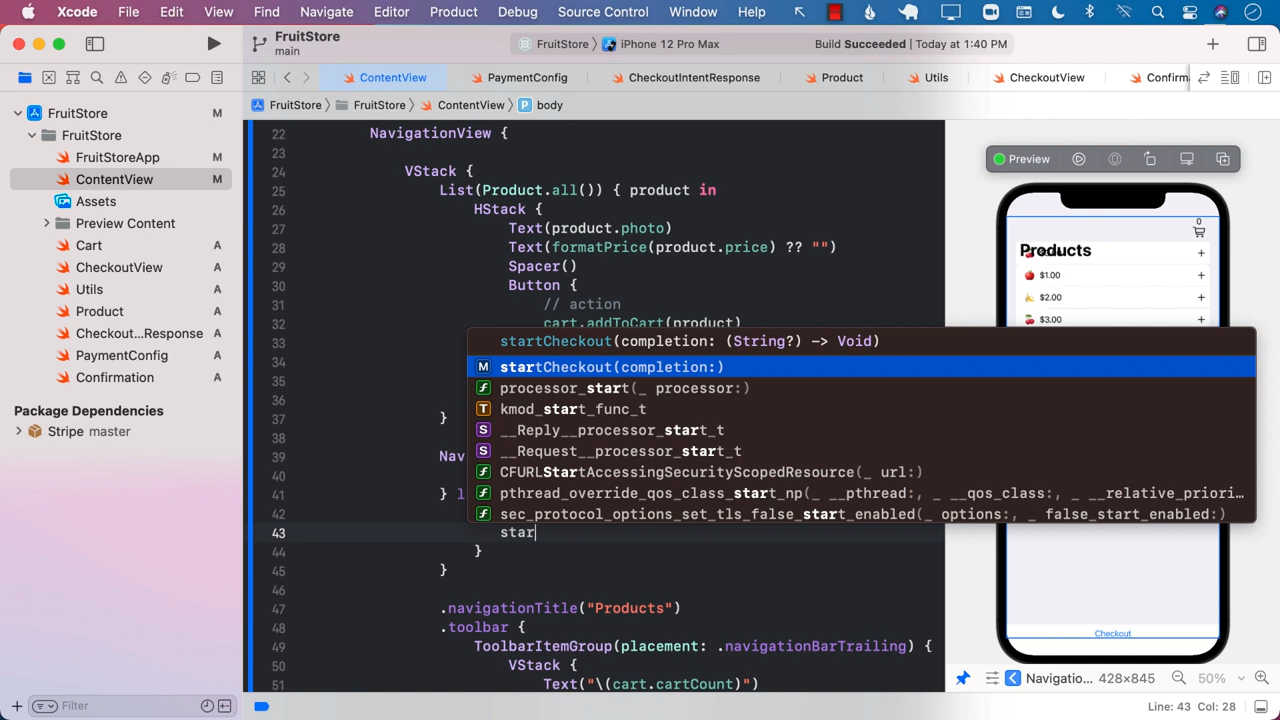 Xcode File Edit View Find Navigate Editor Product Debug Source Control Window Help
FruitStore
main
FruitStore
iPhone 12 Pro Max
Build Succeeded | Today at 1:40 PM
ContentView
PaymentConfig
CheckoutIntentResponse
Product
Utils
CheckoutView
Confirma
FruitStore
FruitStore
ContentView
body
FruitStore M
FruitStore
FruitStoreApp M
ContentView M
Assets
Preview Content
Cart A
CheckoutView A
Utils A
Product A
Checkout...Response A
PaymentConfig A
Confirmation A
Package Dependencies
Stripe master
Filter
22 NavigationView {
23
24 VStack {
25 List(Product.all()) { product in
26 HStack {
27 Text(product.photo)
28 Text(formatPrice(product.price) ?? "")
29 Spacer()
30 Button {
31 // action
32 cart.addToCart(product)
33
34
35
36
37 }
38
39 Nav
40
41 } l
42
43 star
44 }
45 }
46
47 .navigationTitle("Products")
48 .toolbar {
49 ToolbarItemGroup(placement: .navigationBarTrailing) {
50 VStack {
51 Text("\(cart.cartCount)")
startCheckout(completion: (String?) -> Void)
M startCheckout(completion:)
f processor_start(_ processor:)
T kmod_start_func_t
S __Reply__processor_start_t
S __Request__processor_start_t
f CFURLStartAccessingSecurityScopedResource(_ url:)
f pthread_override_qos_class_start_np(_ __pthread:, _ __qos_class:, _ __relative_priori...
f sec_protocol_options_set_tls_false_start_enabled(_ options:, _ false_start_enabled:)
Preview
0
Products
+
$1.00 +
$2.00 +
$3.00 +
Checkout
Navigatio... 428×845
50%
Line: 43 Col: 28